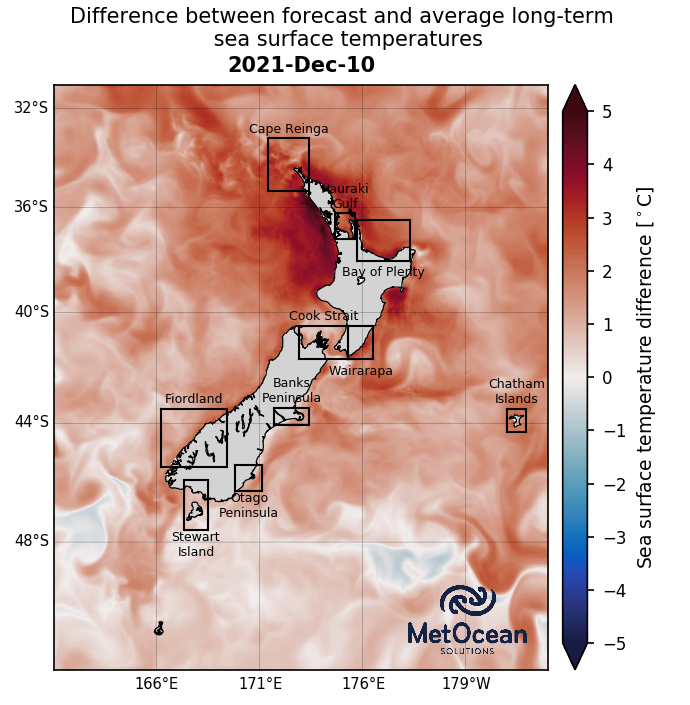 Difference between forecast and average long-term
sea surface temperatures
2021-Dec-10
32°S
36°S
40°S
44°S
48°S
Cape Reinga
Hauraki
Gulf
Bay of Plenty
Cook Strait
Wairarapa
Banks
Peninsula
Fiordland
Chatham
Islands
Otago
Peninsula
Stewart
Island
MetOcean
SOLUTIONS
166°E
171°E
176°E
179°W
5
4
3
2
1
0
−1
−2
−3
−4
−5
Sea surface temperature difference [°C]